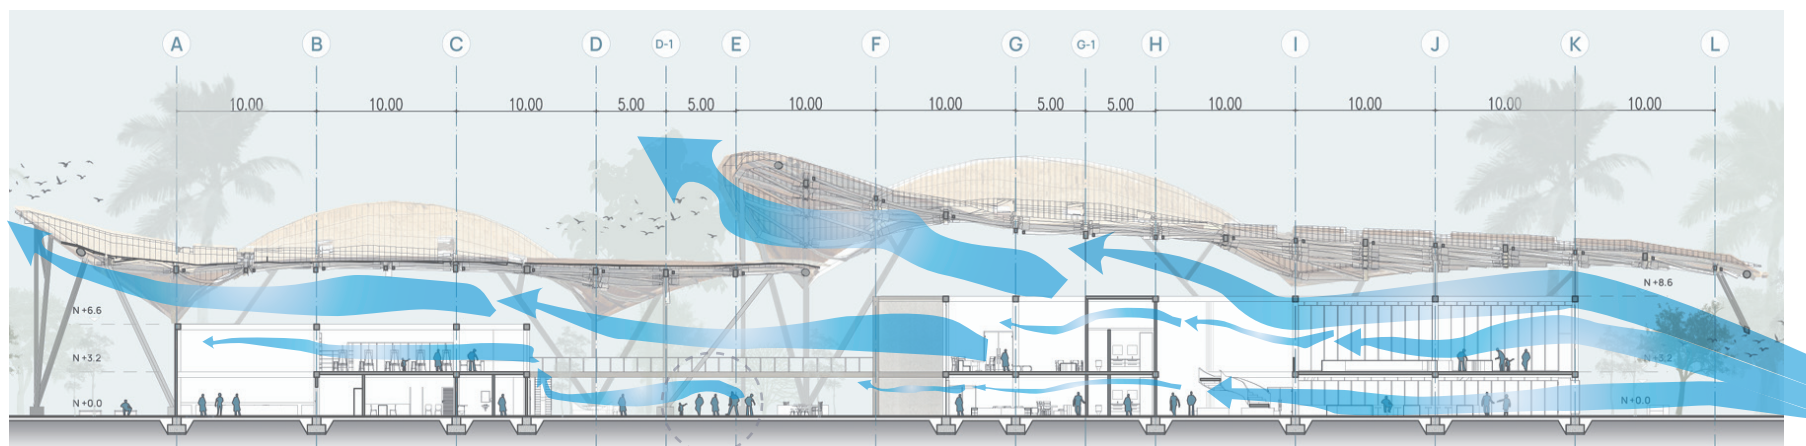 A B C D D-1 E F G G-1 H I J K L
10.00 10.00 10.00 5.00 5.00 10.00 10.00 5.00 5.00 10.00 10.00 10.00 10.00
N +8.6
N +6.6
N +3.2 N +3.2
N +0.0 N +0.0